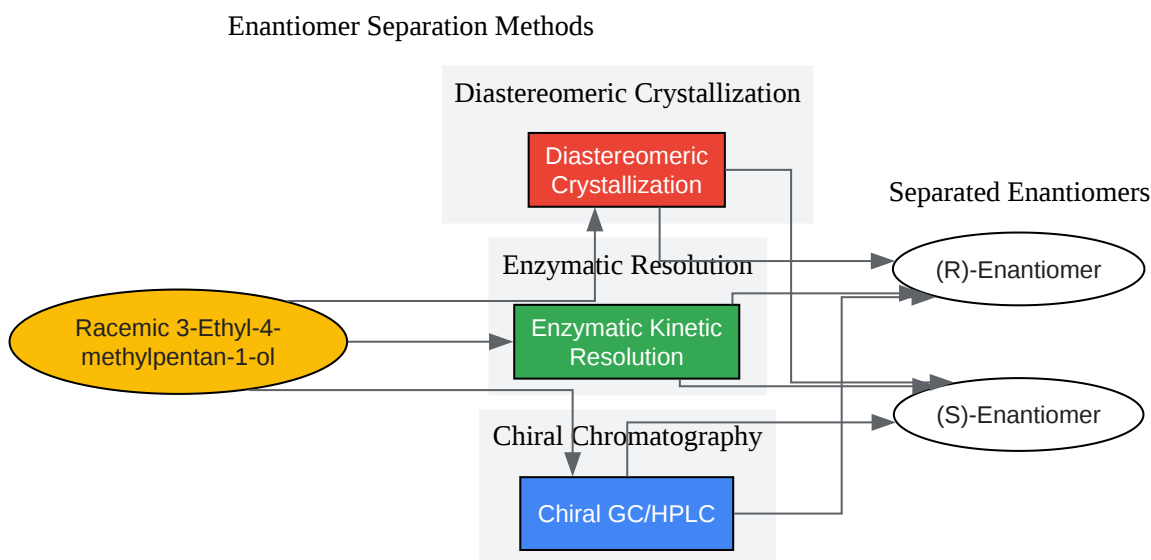 Enantiomer Separation Methods
Diastereomeric Crystallization
Diastereomeric
Crystallization
Separated Enantiomers
Enzymatic Resolution
(R)-Enantiomer
Racemic 3-Ethyl-4-
methylpentan-1-ol
Enzymatic Kinetic
Resolution
(S)-Enantiomer
Chiral Chromatography
Chiral GC/HPLC